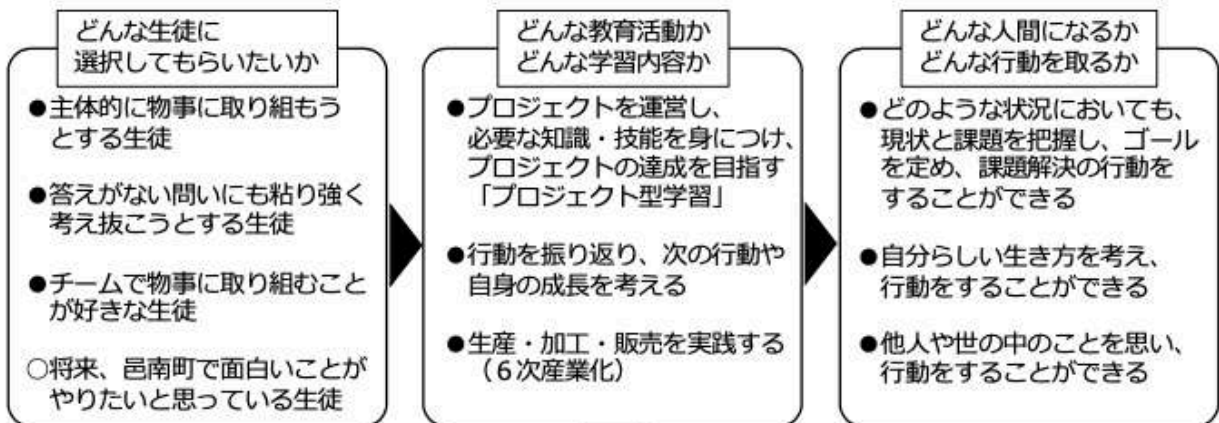 どんな生徒に
選択してもらいたいか
●主体的に物事に取り組もう
とする生徒
●答えがない問いにも粘り強く
考え抜こうとする生徒
●チームで物事に取り組むこと
が好きな生徒
○将来、邑南町で面白いことが
やりたいと思っている生徒
どんな教育活動か
どんな学習内容か
●プロジェクトを運営し、
必要な知識・技能を身につけ、
プロジェクトの達成を目指す
「プロジェクト型学習」
●行動を振り返り、次の行動や
自身の成長を考える
●生産・加工・販売を実践する
（６次産業化）
どんな人間になるか
どんな行動を取るか
●どのような状況においても、
現状と課題を把握し、ゴール
を定め、課題解決の行動を
することができる
●自分らしい生き方を考え、
行動をすることができる
●他人や世の中のことを思い、
行動をすることができる